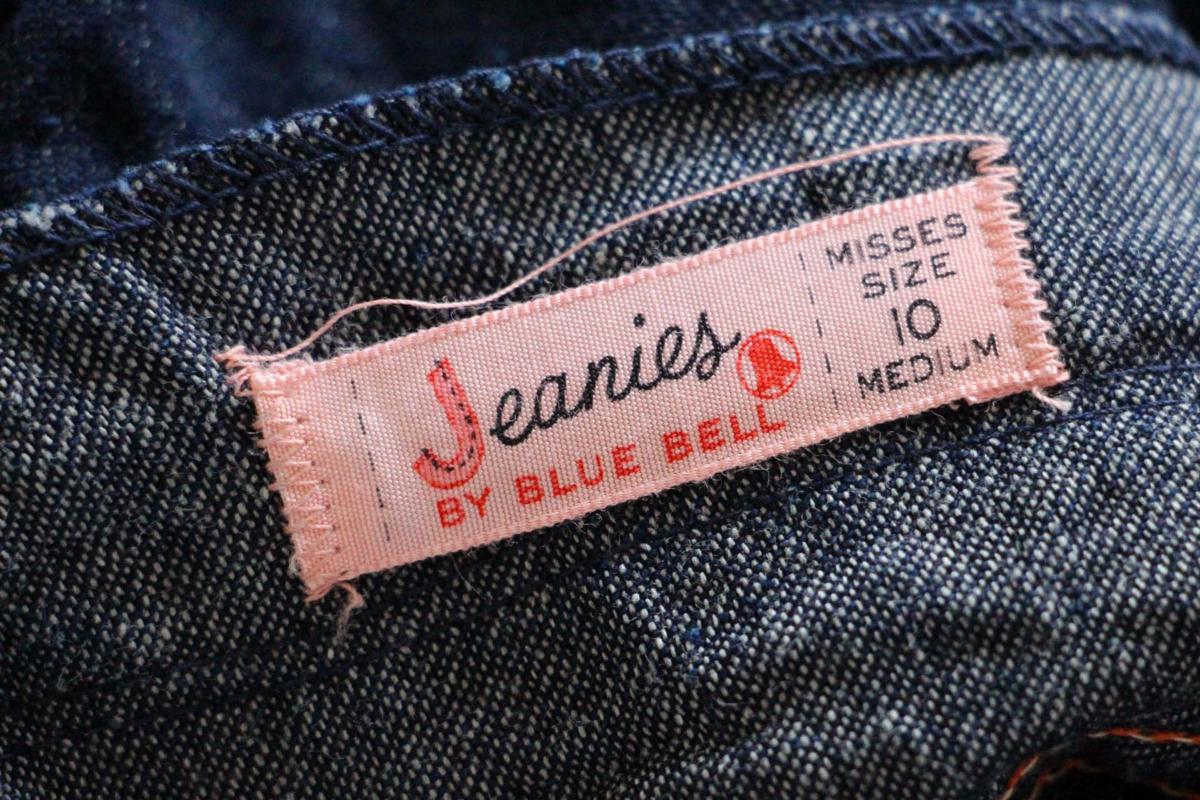 Jeanies
BY BLUE BELL
MISSES
SIZE
10
MEDIUM